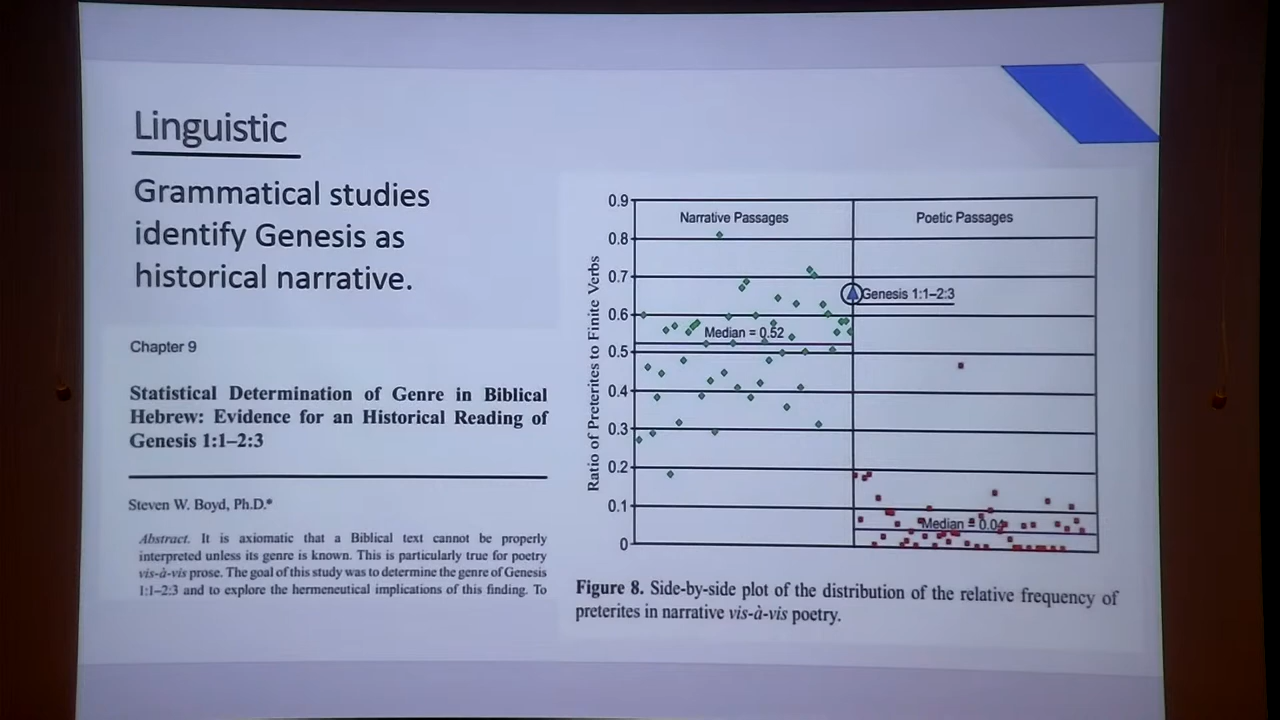 Linguistic
Grammatical studies
identify Genesis as
historical narrative.
Chapter 9
Statistical Determination of Genre in Biblical
Hebrew: Evidence for an Historical Reading of
Genesis 1:1–2:3
Steven W. Boyd, Ph.D.*
Abstract. It is axiomatic that a Biblical text cannot be properly
interpreted unless its genre is known. This is particularly true for poetry
vis-à-vis prose. The goal of this study was to determine the genre of Genesis
1:1–2:3 and to explore the hermeneutical implications of this finding. To
Ratio of Preterites to Finite Verbs
0.9
0.8
0.7
0.6
0.5
0.4
0.3
0.2
0.1
0
Narrative Passages
Poetic Passages
Genesis 1:1–2:3
Median = 0.52
Median = 0.04
Figure 8. Side-by-side plot of the distribution of the relative frequency of
preterites in narrative vis-à-vis poetry.